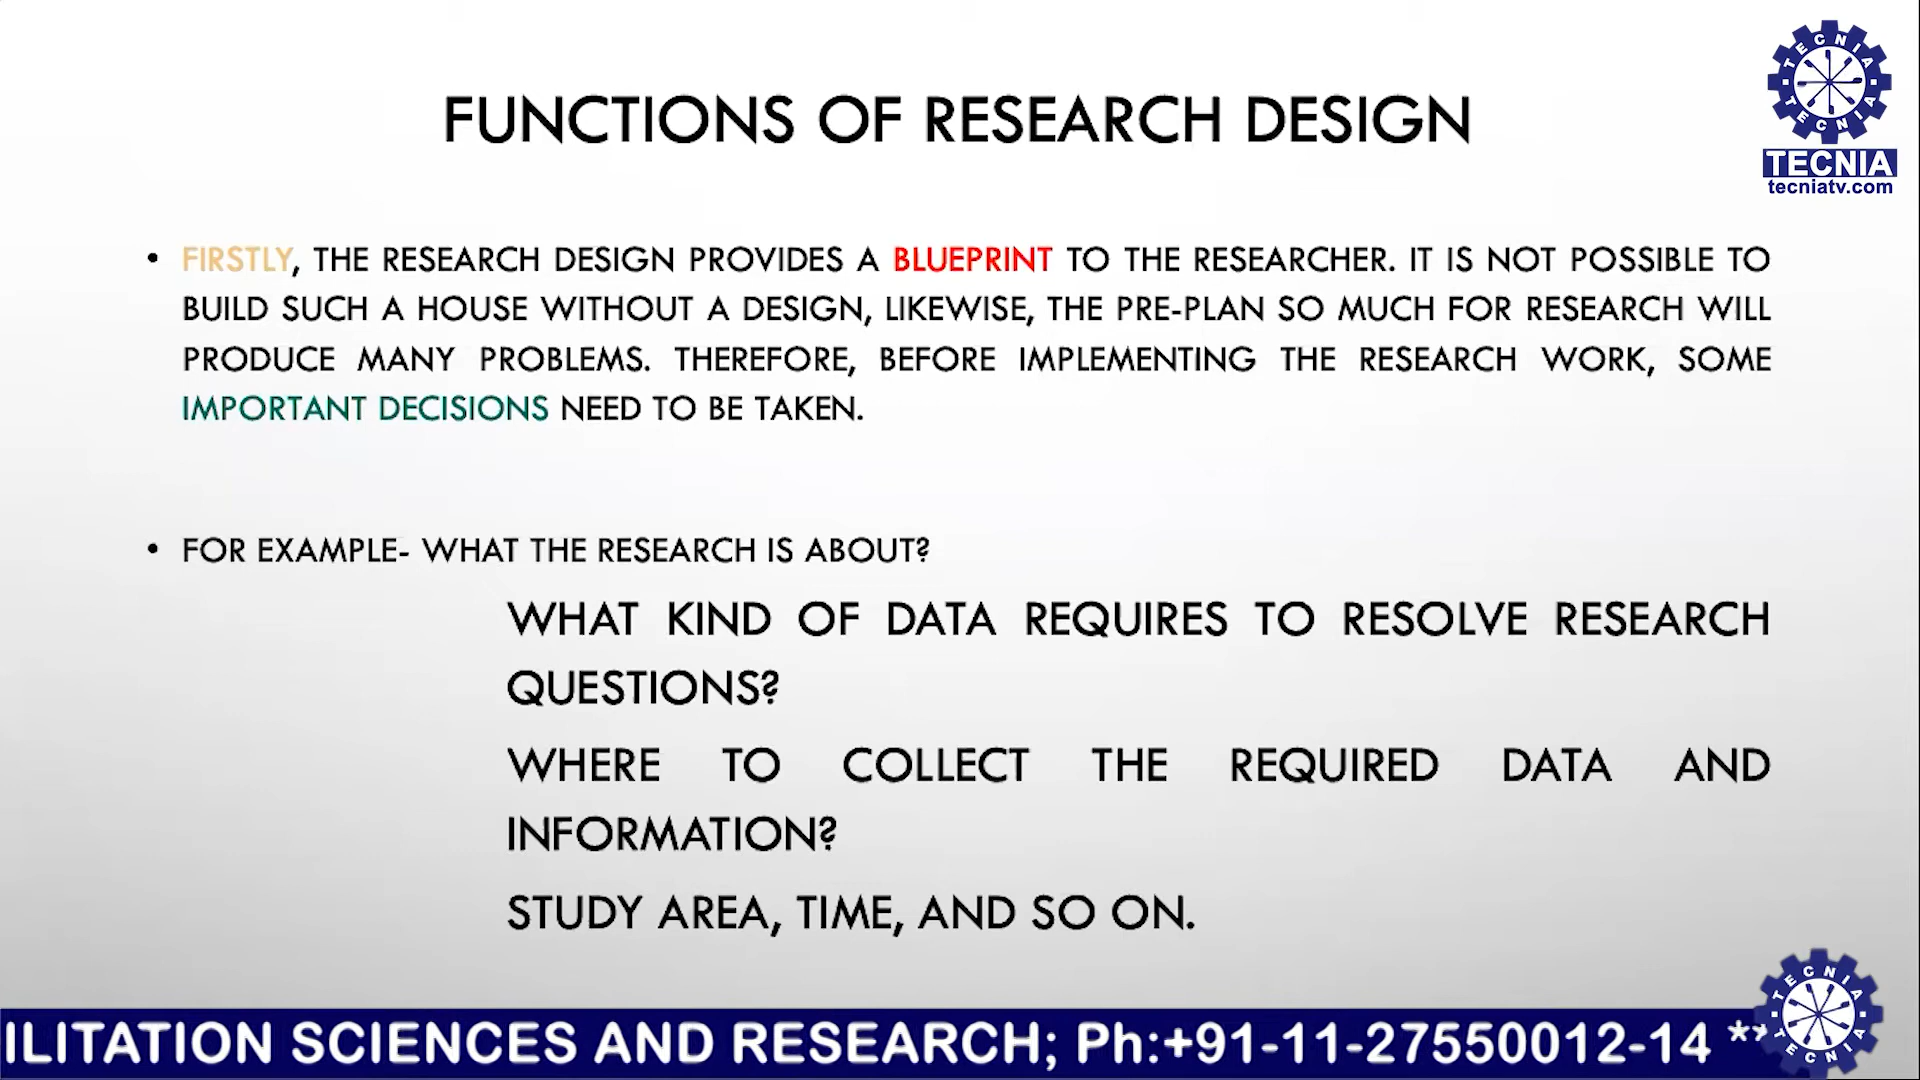 FUNCTIONS OF RESEARCH DESIGN
TECNIA TECNIA
TECNIA
tecniatv.com
• FIRSTLY, THE RESEARCH DESIGN PROVIDES A BLUEPRINT TO THE RESEARCHER. IT IS NOT POSSIBLE TO
BUILD SUCH A HOUSE WITHOUT A DESIGN, LIKEWISE, THE PRE-PLAN SO MUCH FOR RESEARCH WILL
PRODUCE MANY PROBLEMS. THEREFORE, BEFORE IMPLEMENTING THE RESEARCH WORK, SOME
IMPORTANT DECISIONS NEED TO BE TAKEN.
• FOR EXAMPLE- WHAT THE RESEARCH IS ABOUT?
WHAT KIND OF DATA REQUIRES TO RESOLVE RESEARCH
QUESTIONS?
WHERE TO COLLECT THE REQUIRED DATA AND
INFORMATION?
STUDY AREA, TIME, AND SO ON.
ILITATION SCIENCES AND RESEARCH; Ph:+91-11-27550012-14 **
TECNIA TECNIA